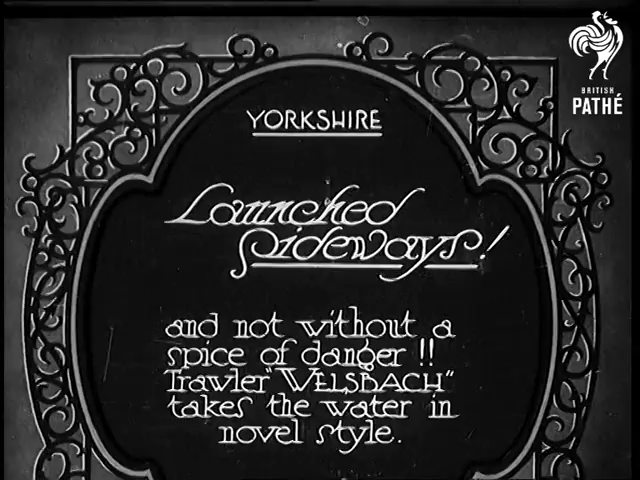 BRITISH
PATHÉ
YORKSHIRE
Launched
Sideways!
and not without a
spice of danger !!
Trawler "WELSBACH"
takes the water in
novel style.